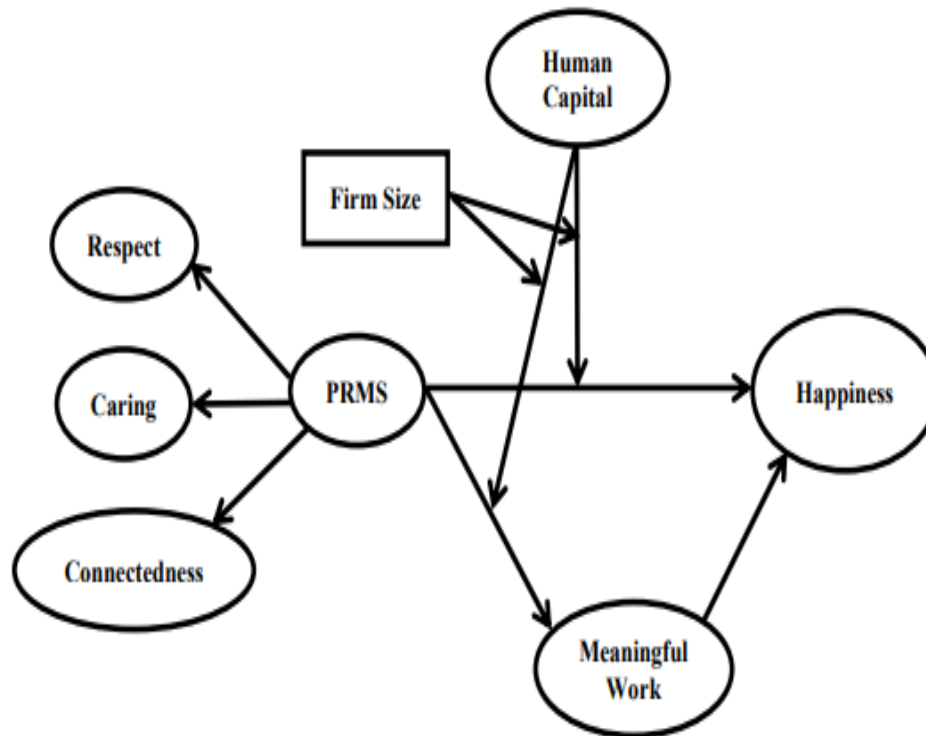 Human
Capital
Firm Size
Respect
PRMS
Caring
Happiness
Connectedness
Meaningful
Work